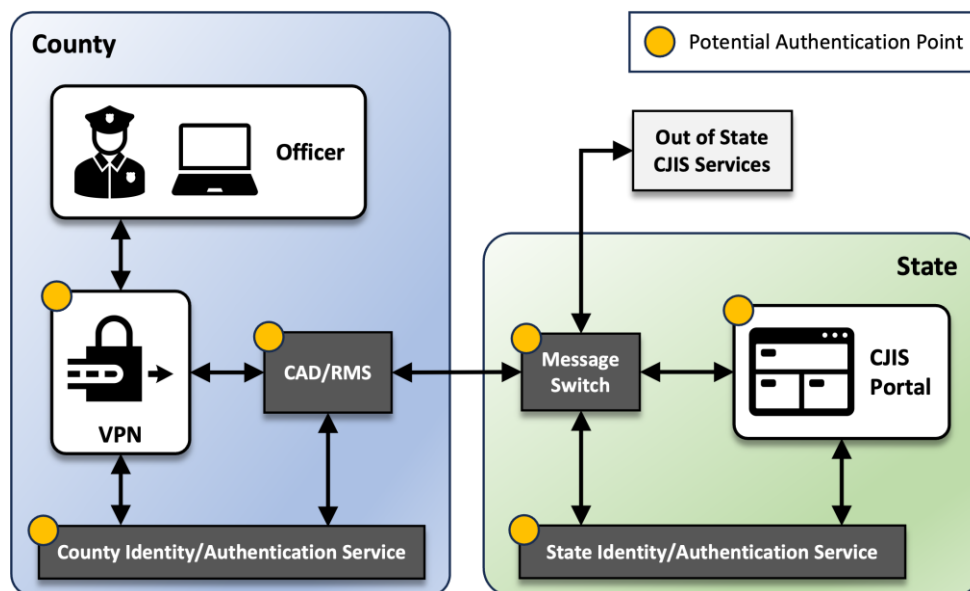 County
Potential Authentication Point
Officer
Out of State
CJIS Services
State
VPN
CAD/RMS
Message
Switch
CJIS
Portal
County Identity/Authentication Service
State Identity/Authentication Service